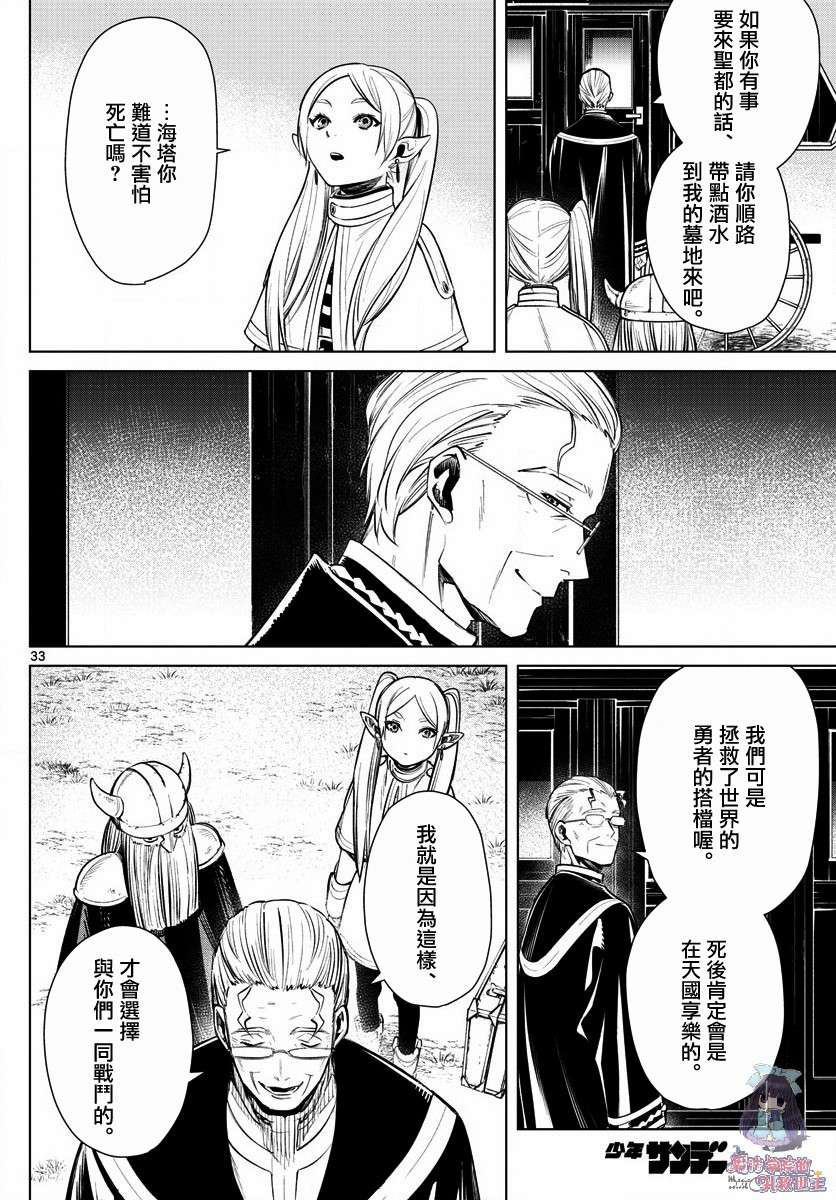 如果你有事
要來聖都的話、
請你順路
帶點酒水
到我的墓地來吧。
…海塔你
難道不害怕
死亡嗎？
33
我們可是
拯救了世界的
勇者的搭檔喔。
死後肯定會是
在天國享樂的。
我就是因為這樣、
才會選擇
與你們一同戰鬥的。
少年サンデー